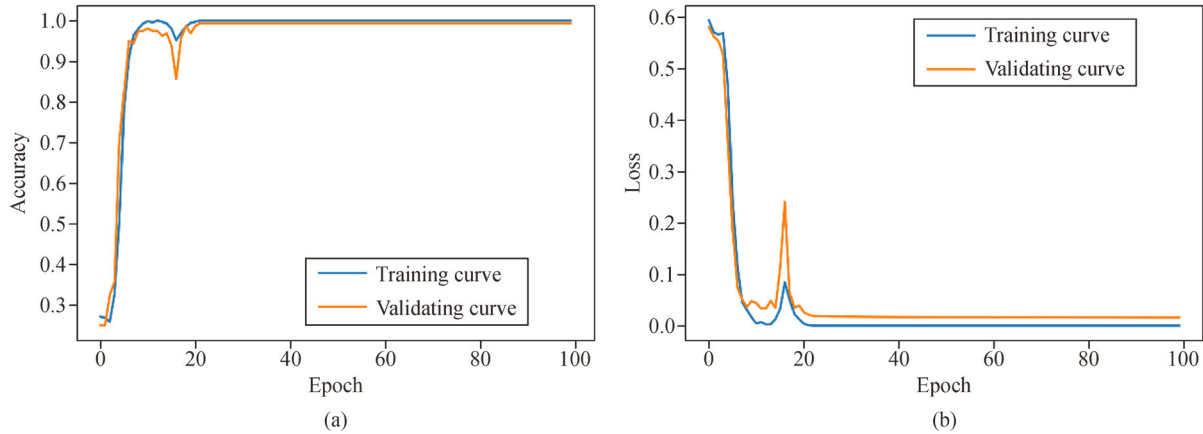 1.0
0.9
0.8
0.7
0.6
0.5
0.4
0.3
Accuracy
Training curve
Validating curve
0 20 40 60 80 100
Epoch
(a)
0.6
0.5
0.4
0.3
0.2
0.1
0.0
Loss
Training curve
Validating curve
0 20 40 60 80 100
Epoch
(b)